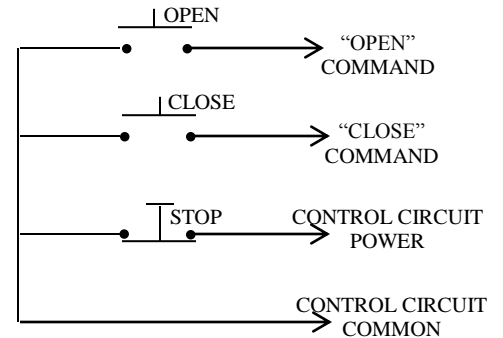 OPEN
“OPEN”
COMMAND
CLOSE
“CLOSE”
COMMAND
STOP
CONTROL CIRCUIT
POWER
CONTROL CIRCUIT
COMMON